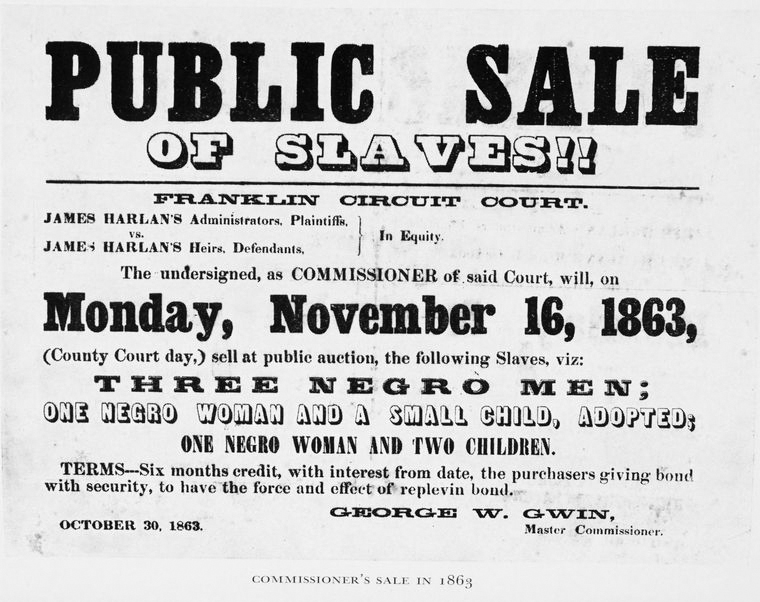 PUBLIC SALE
OF SLAVES!!
FRANKLIN CIRCUIT COURT.
JAMES HARLAN'S Administrators, Plaintiffs,
vs.
JAMES HARLAN'S Heirs, Defendants,
In Equity.
The undersigned, as COMMISSIONER of said Court, will, on
Monday, November 16, 1863,
(County Court day,) sell at public auction, the following Slaves, viz:
THREE NEGRO MEN;
ONE NEGRO WOMAN AND A SMALL CHILD, ADOPTED;
ONE NEGRO WOMAN AND TWO CHILDREN.
TERMS---Six months credit, with interest from date, the purchasers giving bond
with security, to have the force and effect of replevin bond.
GEORGE W. GWIN,
Master Commissioner.
OCTOBER 30, 1863.
COMMISSIONER'S SALE IN 1863